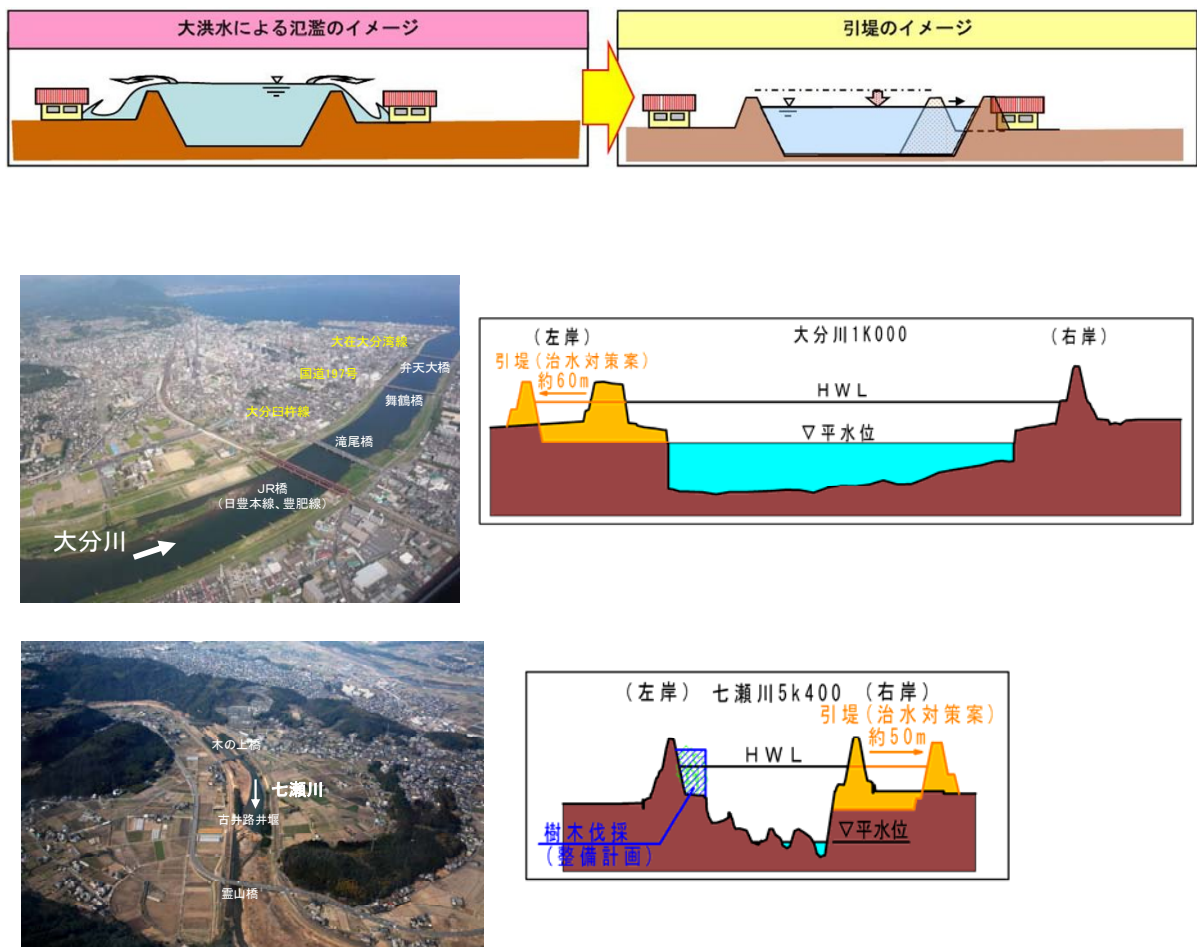 大洪水による氾濫のイメージ
引堤のイメージ
大在大分湾線
弁天大橋
国道197号
舞鶴橋
大分臼杵線
滝尾橋
JR橋
(日豊本線、豊肥線)
大分川
(左岸)
大分川1K000
(右岸)
引堤(治水対策案)
約60m
HWL
▽平水位
木の上橋
七瀬川
古井路井堰
霊山橋
(左岸) 七瀬川5k400 (右岸)
引堤(治水対策案)
約50m
HWL
樹木伐採
(整備計画)
▽平水位